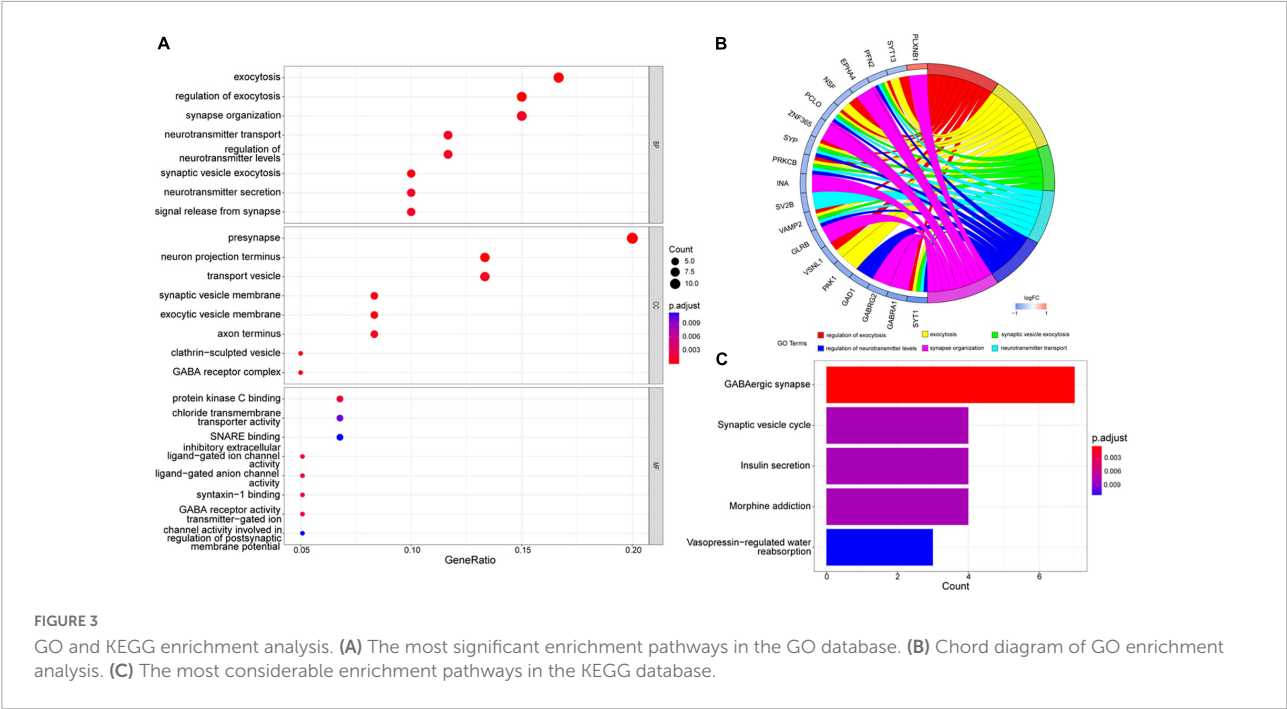 A
exocytosis
regulation of exocytosis
synapse organization
neurotransmitter transport
regulation of
neurotransmitter levels
synaptic vesicle exocytosis
neurotransmitter secretion
signal release from synapse
BP
presynapse
neuron projection terminus
transport vesicle
synaptic vesicle membrane
exocytic vesicle membrane
axon terminus
clathrin−sculpted vesicle
GABA receptor complex
CC
protein kinase C binding
chloride transmembrane
transporter activity
SNARE binding
inhibitory extracellular
ligand−gated ion channel
activity
ligand−gated anion channel
activity
syntaxin−1 binding
GABA receptor activity
transmitter−gated ion
channel activity involved in
regulation of postsynaptic
membrane potential
MF
0.05
0.10
0.15
0.20
GeneRatio
Count
5.0
7.5
10.0
p.adjust
0.009
0.006
0.003
B
PLXNB1
SYT13
PFN2
EPHA4
NSF
PCLO
ZNF365
SYP
PRKCB
INA
SV2B
VAMP2
GLRB
VSNL1
PAK1
GAD1
GABRG2
GABRA1
SYT1
logFC
−1
1
GO Terms
regulation of exocytosis
exocytosis
synaptic vesicle exocytosis
regulation of neurotransmitter levels
synapse organization
neurotransmitter transport
C
GABAergic synapse
Synaptic vesicle cycle
Insulin secretion
Morphine addiction
Vasopressin−regulated water
reabsorption
0
2
4
6
Count
p.adjust
0.003
0.006
0.009
FIGURE 3
GO and KEGG enrichment analysis. (A) The most significant enrichment pathways in the GO database. (B) Chord diagram of GO enrichment
analysis. (C) The most considerable enrichment pathways in the KEGG database.